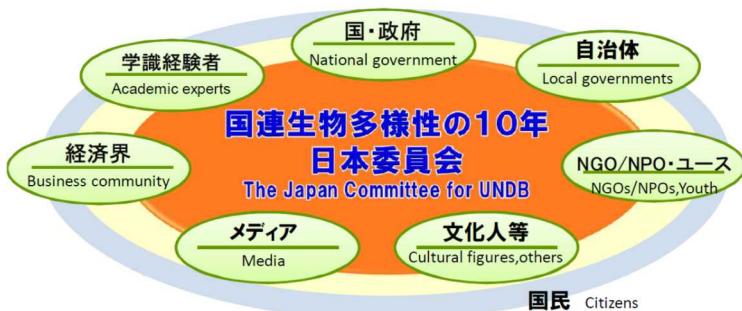 国・政府
National government
学識経験者
Academic experts
自治体
Local governments
国連生物多様性の10年
日本委員会
The Japan Committee for UNDB
経済界
Business community
NGO/NPO・ユース
NGOs/NPOs,Youth
メディア
Media
文化人等
Cultural figures,others
国民 Citizens